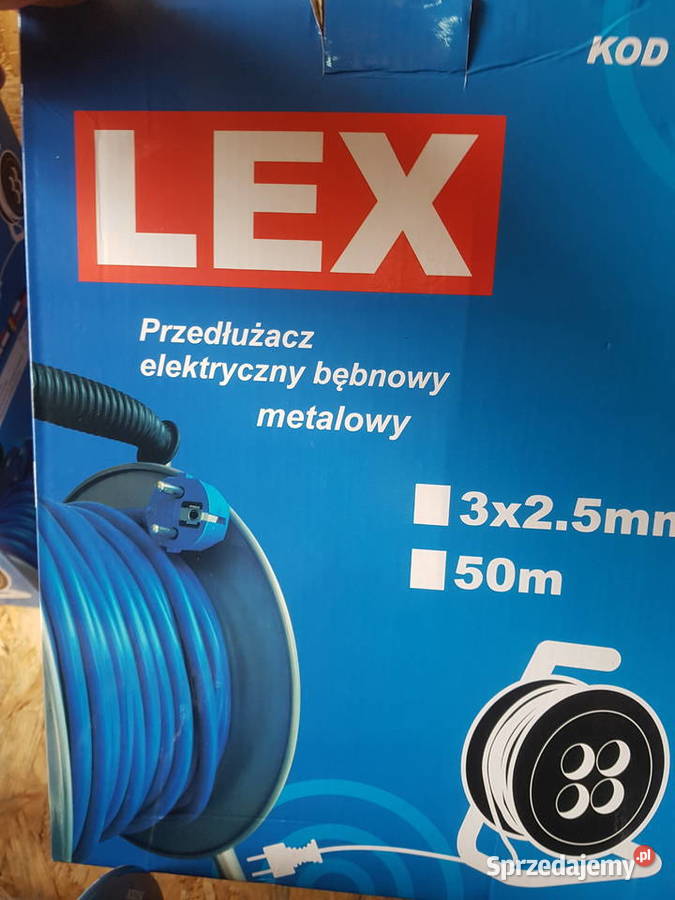 KOD
LEX
Przedłużacz
elektryczny bębnowy
metalowy
3x2.5mm
50m
Sprzedajemy.pl